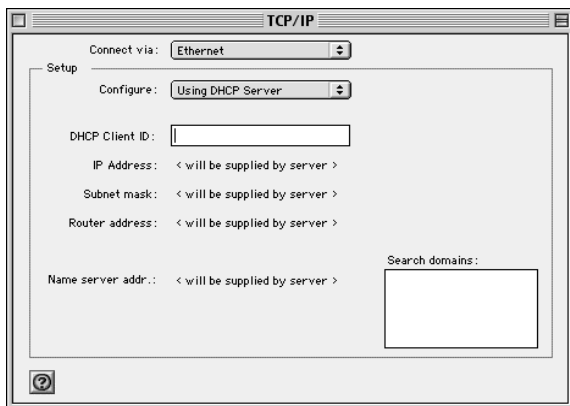 TCP/IP
Connect via: Ethernet
Setup
Configure: Using DHCP Server
DHCP Client ID:
IP Address: < will be supplied by server >
Subnet mask: < will be supplied by server >
Router address: < will be supplied by server >
Search domains:
Name server addr.: < will be supplied by server >
?